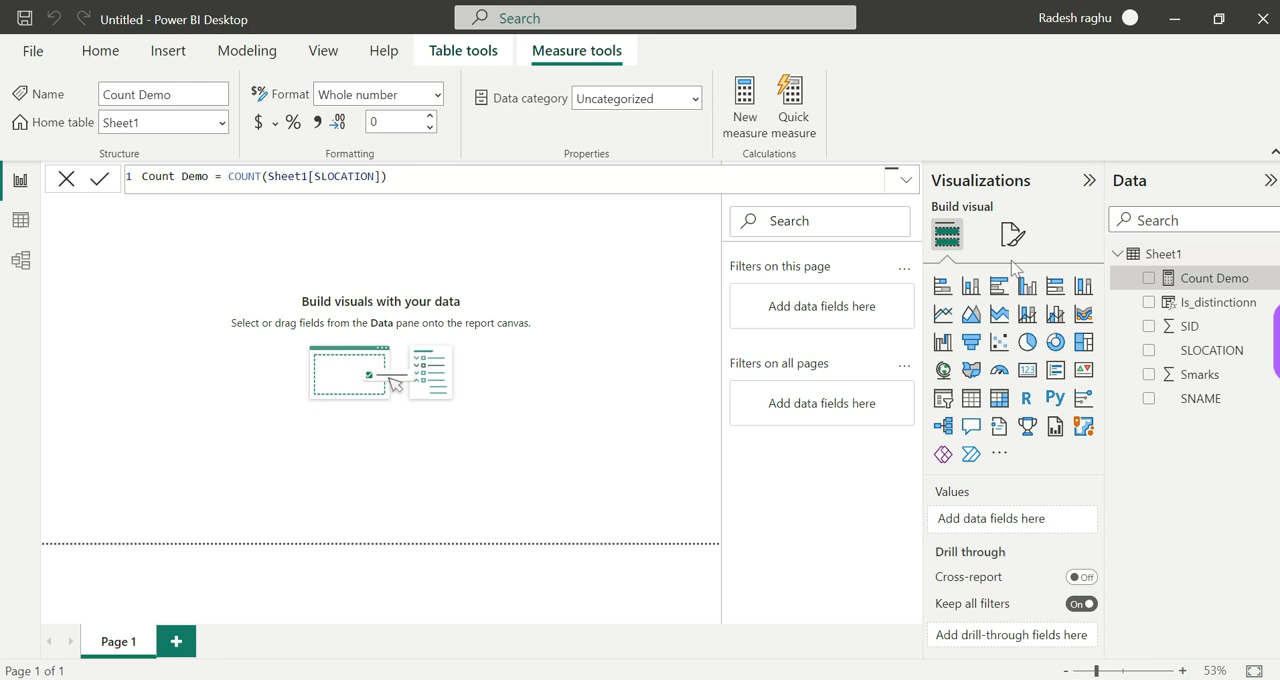 Untitled - Power BI Desktop
Search
Radesh raghu
File
Home
Insert
Modeling
View
Help
Table tools
Measure tools
Name
Count Demo
Home table
Sheet1
Structure
Format
Whole number
$
%
0
Formatting
Data category
Uncategorized
Properties
New
measure
Quick
measure
Calculations
1 Count Demo = COUNT(Sheet1[SLOCATION])
Build visuals with your data
Select or drag fields from the Data pane onto the report canvas.
Search
Filters on this page
...
Add data fields here
Filters on all pages
...
Add data fields here
Visualizations
Build visual
123
R
Py
...
Values
Add data fields here
Drill through
Cross-report
Off
Keep all filters
On
Add drill-through fields here
Data
Search
Sheet1
Count Demo
Is_distinctionn
SID
SLOCATION
Smarks
SNAME
Page 1
Page 1 of 1
-
+
53%